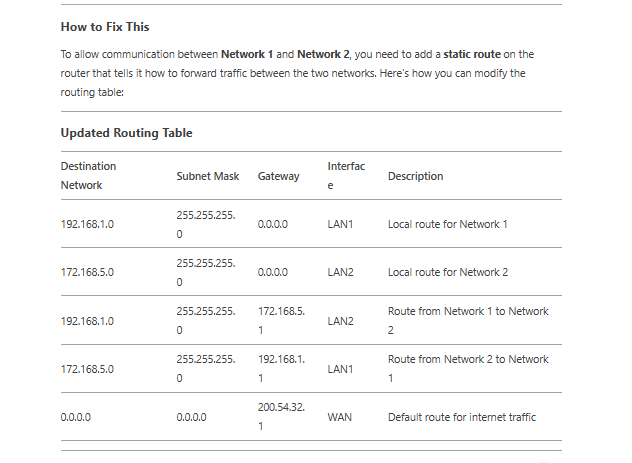 How to Fix This
To allow communication between Network 1 and Network 2, you need to add a static route on the
router that tells it how to forward traffic between the two networks. Here's how you can modify the
routing table:
Updated Routing Table
Destination Network Subnet Mask Gateway Interface Description
192.168.1.0 255.255.255.0 0.0.0.0 LAN1 Local route for Network 1
172.168.5.0 255.255.255.0 0.0.0.0 LAN2 Local route for Network 2
192.168.1.0 255.255.255.0 172.168.5.1 LAN2 Route from Network 1 to Network 2
172.168.5.0 255.255.255.0 192.168.1.1 LAN1 Route from Network 2 to Network 1
0.0.0.0 0.0.0.0 200.54.32.1 WAN Default route for internet traffic